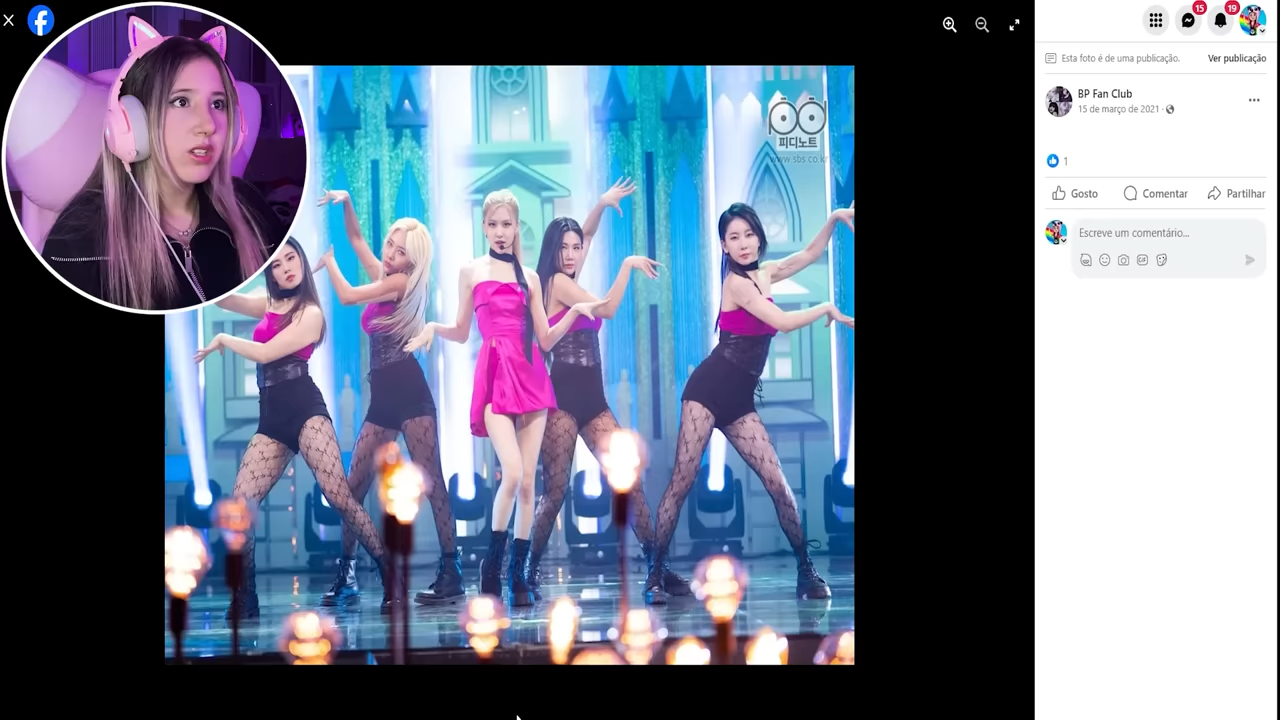 피디노트
www.sbs.co.kr
15
19
Esta foto é de uma publicação.
Ver publicação
BP Fan Club
15 de março de 2021 ·
1
Gosto
Comentar
Partilhar
Escreve um comentário...
GIF